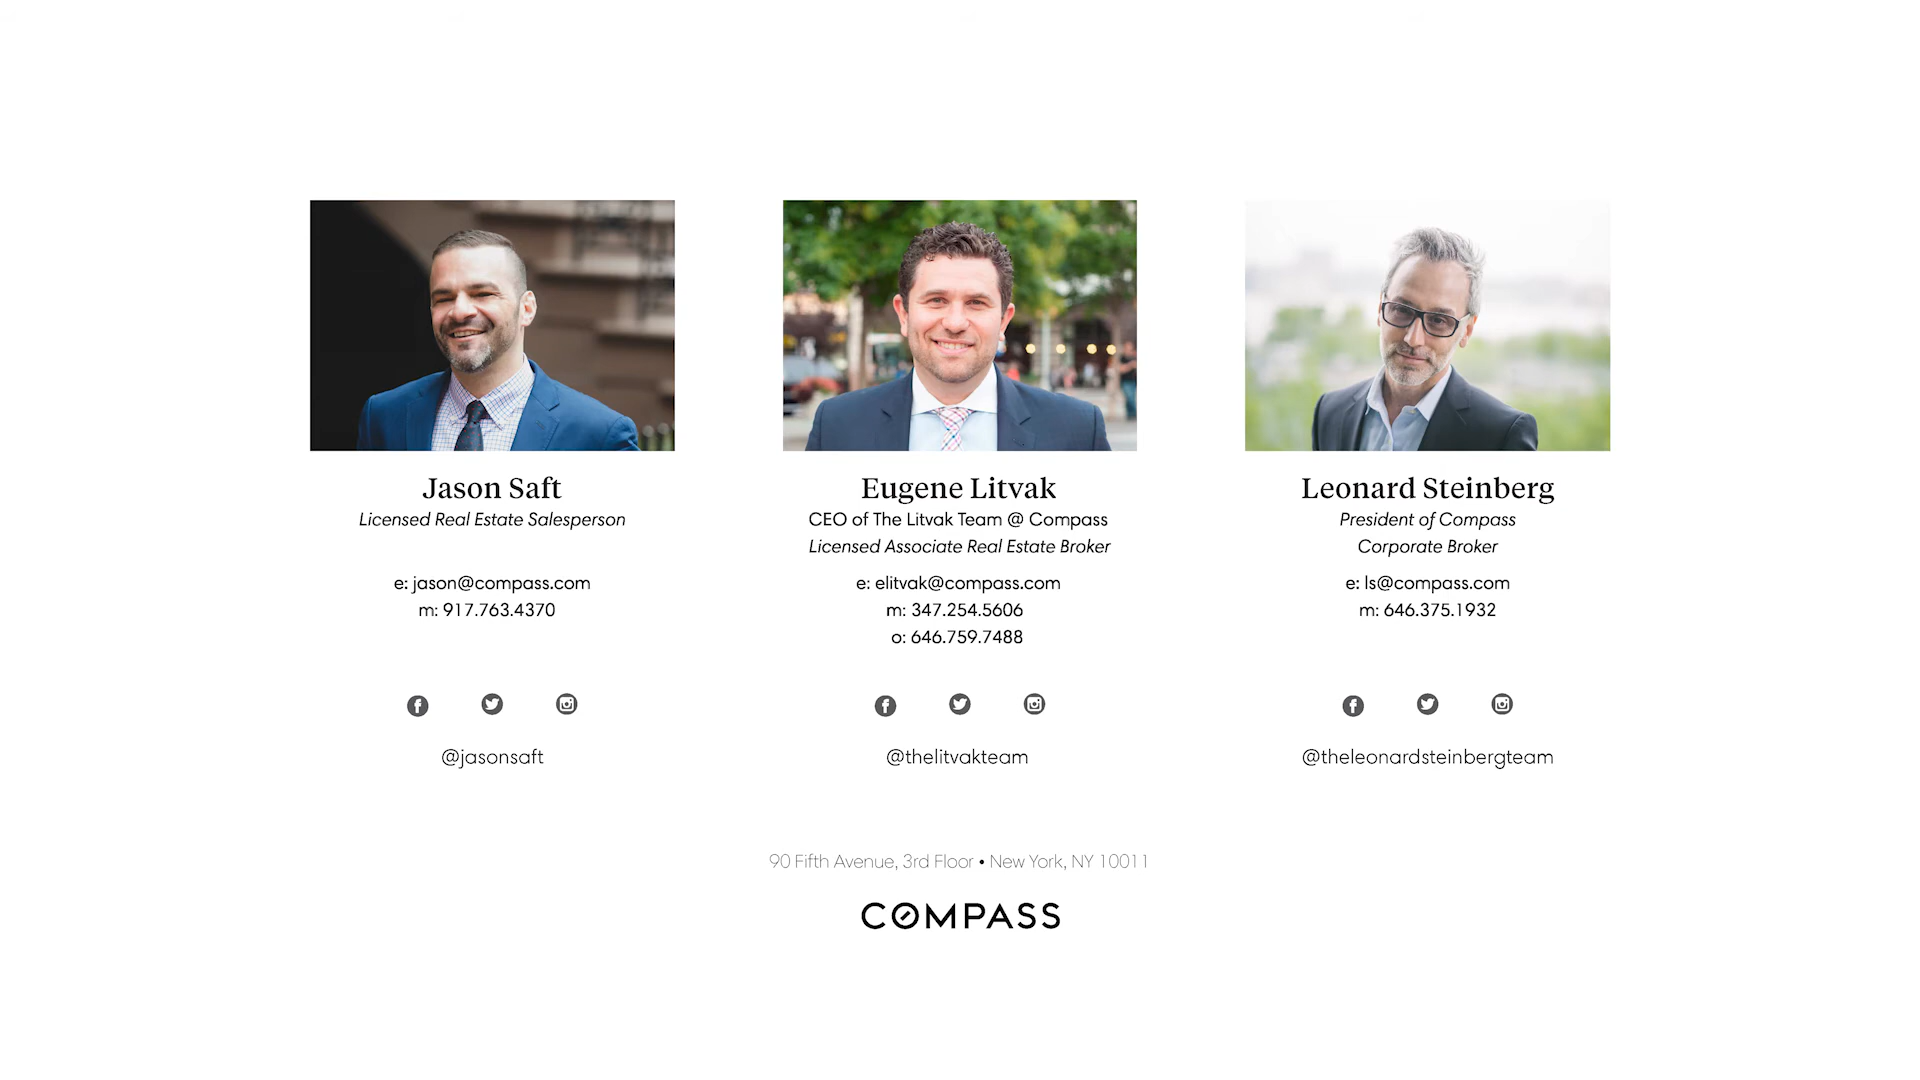 Jason Saft
Licensed Real Estate Salesperson
e: jason@compass.com
m: 917.763.4370
@jasonsaft
Eugene Litvak
CEO of The Litvak Team @ Compass
Licensed Associate Real Estate Broker
e: elitvak@compass.com
m: 347.254.5606
o: 646.759.7488
@thelitvakteam
Leonard Steinberg
President of Compass
Corporate Broker
e: ls@compass.com
m: 646.375.1932
@theleonardsteinbergteam
90 Fifth Avenue, 3rd Floor • New York, NY 10011
COMPASS